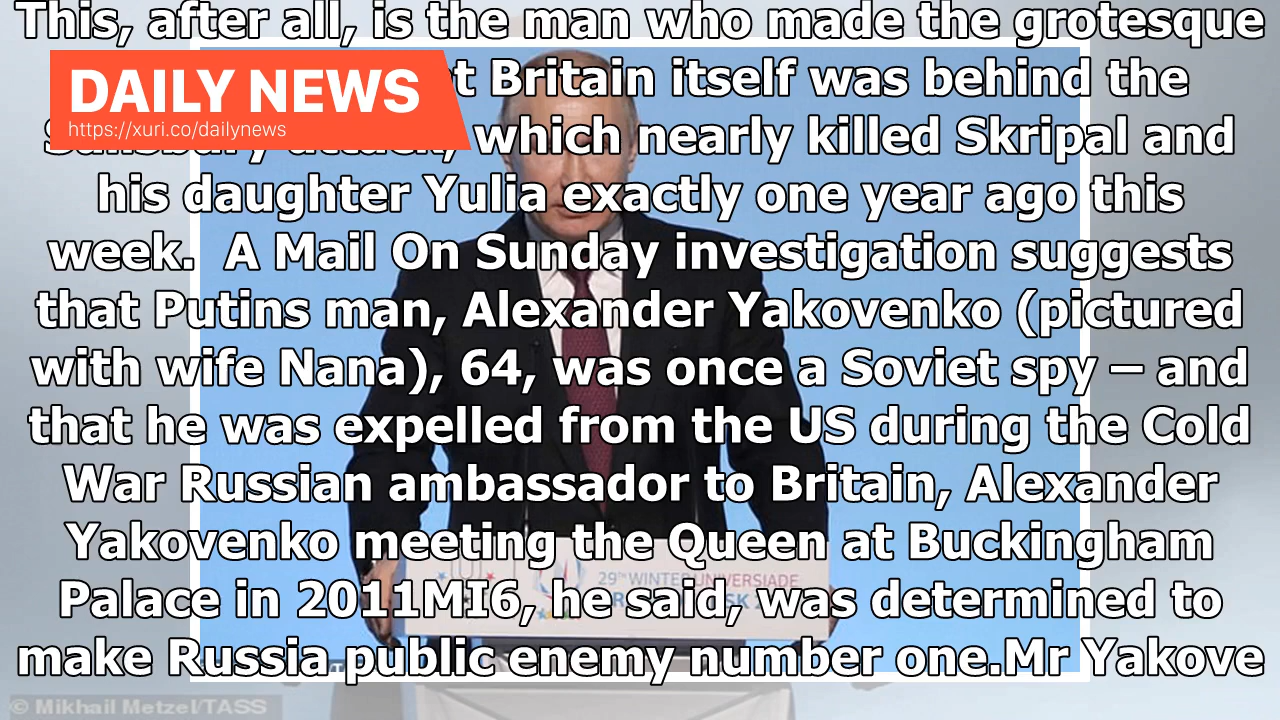 This, after all, is the man who made the grotesque
DAILY NEWS
https://xuri.co/dailynews
t Britain itself was behind the
, which nearly killed Skripal and
his daughter Yulia exactly one year ago this
week.  A Mail On Sunday investigation suggests
that Putins man, Alexander Yakovenko (pictured
with wife Nana), 64, was once a Soviet spy – and
that he was expelled from the US during the Cold
War Russian ambassador to Britain, Alexander
Yakovenko meeting the Queen at Buckingham
Palace in 2011MI6, he said, was determined to
make Russia public enemy number one.Mr Yakove
29TH WINTER UNIVERSIADE
© Mikhail Metzel/TASS